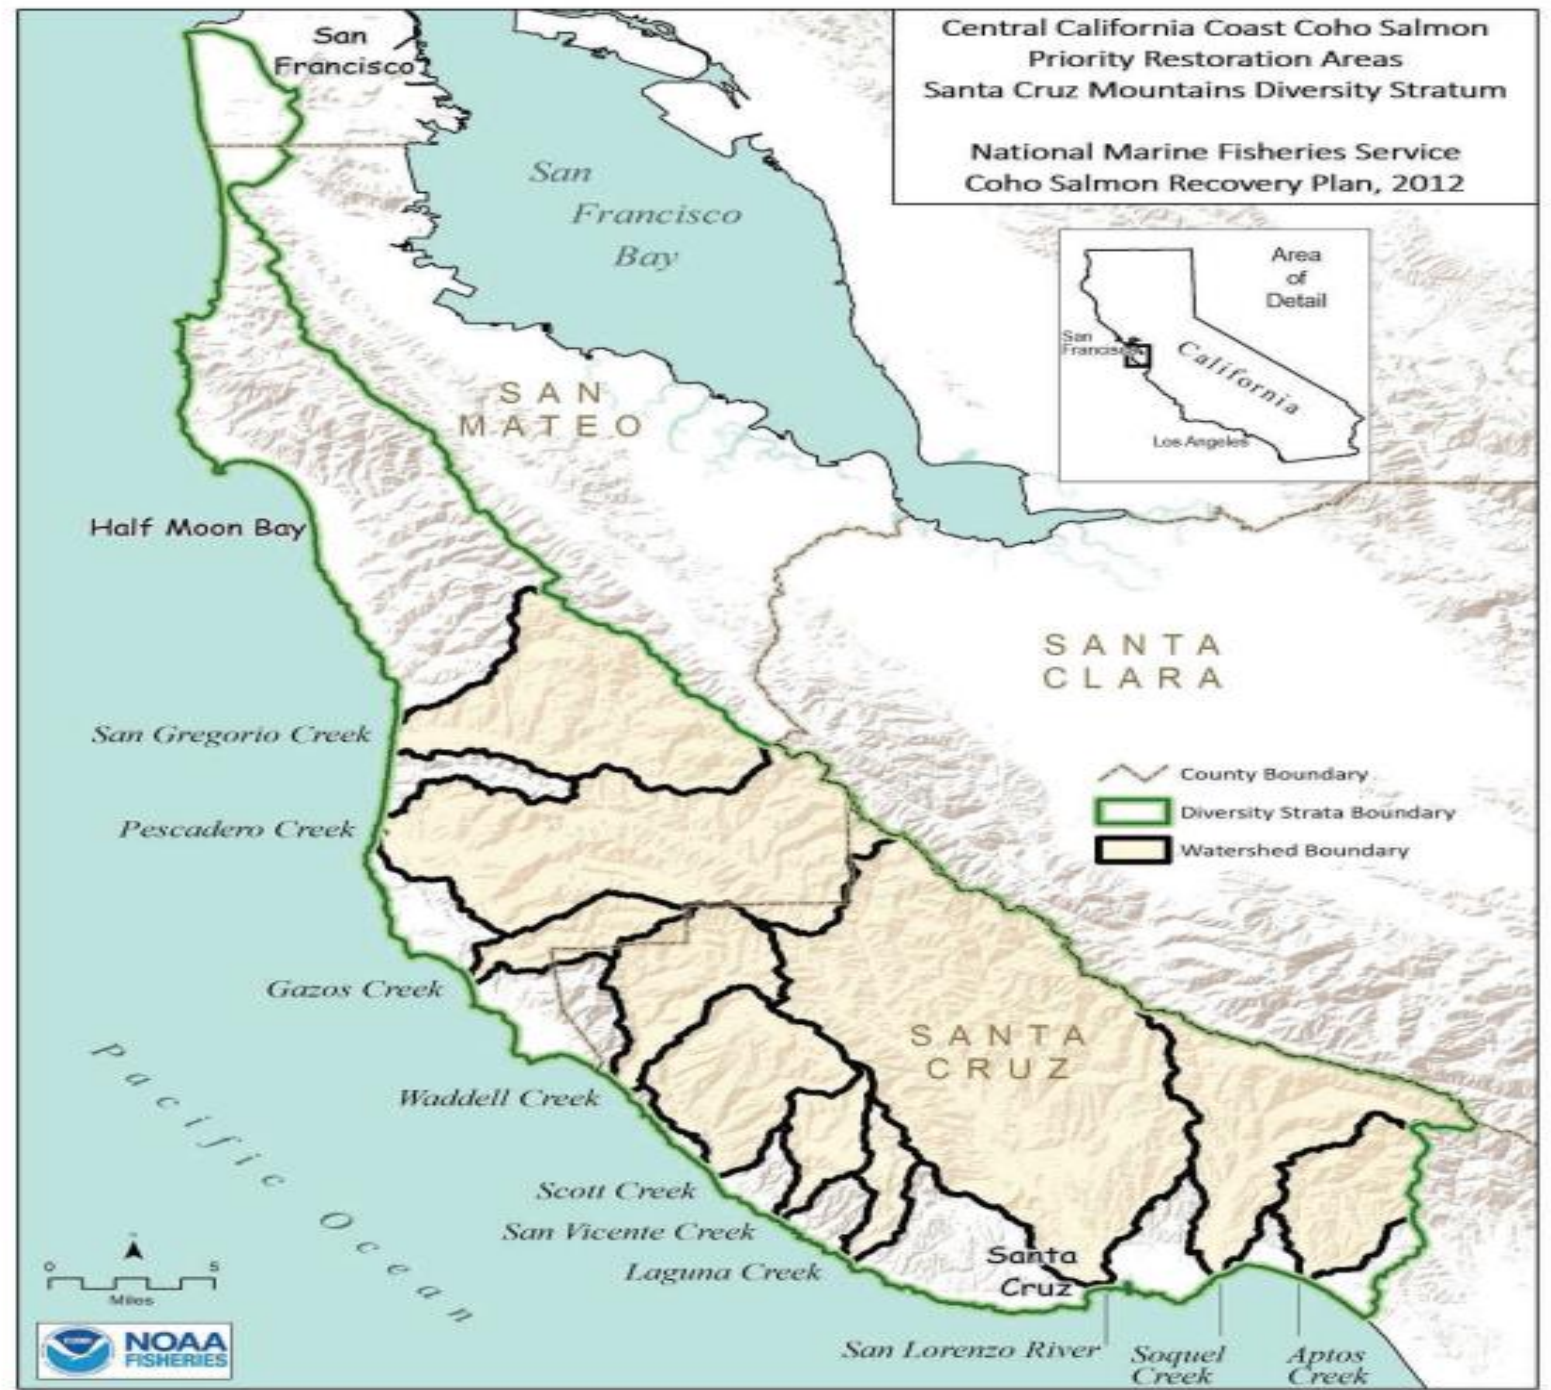 Central California Coast Coho Salmon
Priority Restoration Areas
Santa Cruz Mountains Diversity Stratum
National Marine Fisheries Service
Coho Salmon Recovery Plan, 2012
San
Francisco
San
Francisco
Bay
Area
of
Detail
San
Francisco
California
Los Angeles
SAN
MATEO
Half Moon Bay
SANTA
CLARA
San Gregorio Creek
County Boundary
Diversity Strata Boundary
Watershed Boundary
Pescadero Creek
Gazos Creek
SANTA
CRUZ
Pacific Ocean
Waddell Creek
Scott Creek
San Vicente Creek
Laguna Creek
Santa
Cruz
0 5
Miles
San Lorenzo River
Soquel
Creek
Aptos
Creek
NOAA
FISHERIES